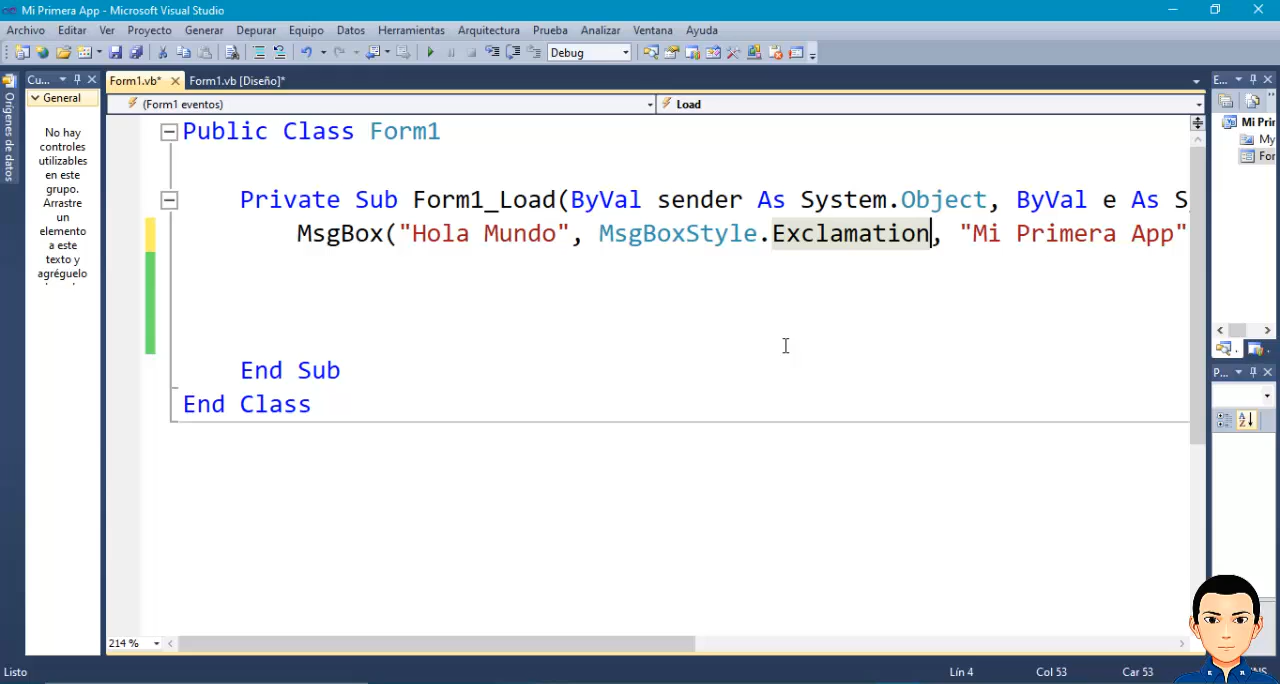 Mi Primera App - Microsoft Visual Studio
Archivo Editar Ver Proyecto Generar Depurar Equipo Datos Herramientas Arquitectura Prueba Analizar Ventana Ayuda
Debug
Cu...
Form1.vb*
Form1.vb [Diseño]*
E...
Orígenes de datos
General
(Form1 eventos)
Load
No hay
controles
utilizables
en este
grupo.
Arrastre
un
elemento
a este
texto y
agréguelo
Public Class Form1
Private Sub Form1_Load(ByVal sender As System.Object, ByVal e As S
MsgBox("Hola Mundo", MsgBoxStyle.Exclamation, "Mi Primera App"
End Sub
End Class
Mi Prir
My
For
P...
214 %
Listo
Lín 4
Col 53
Car 53